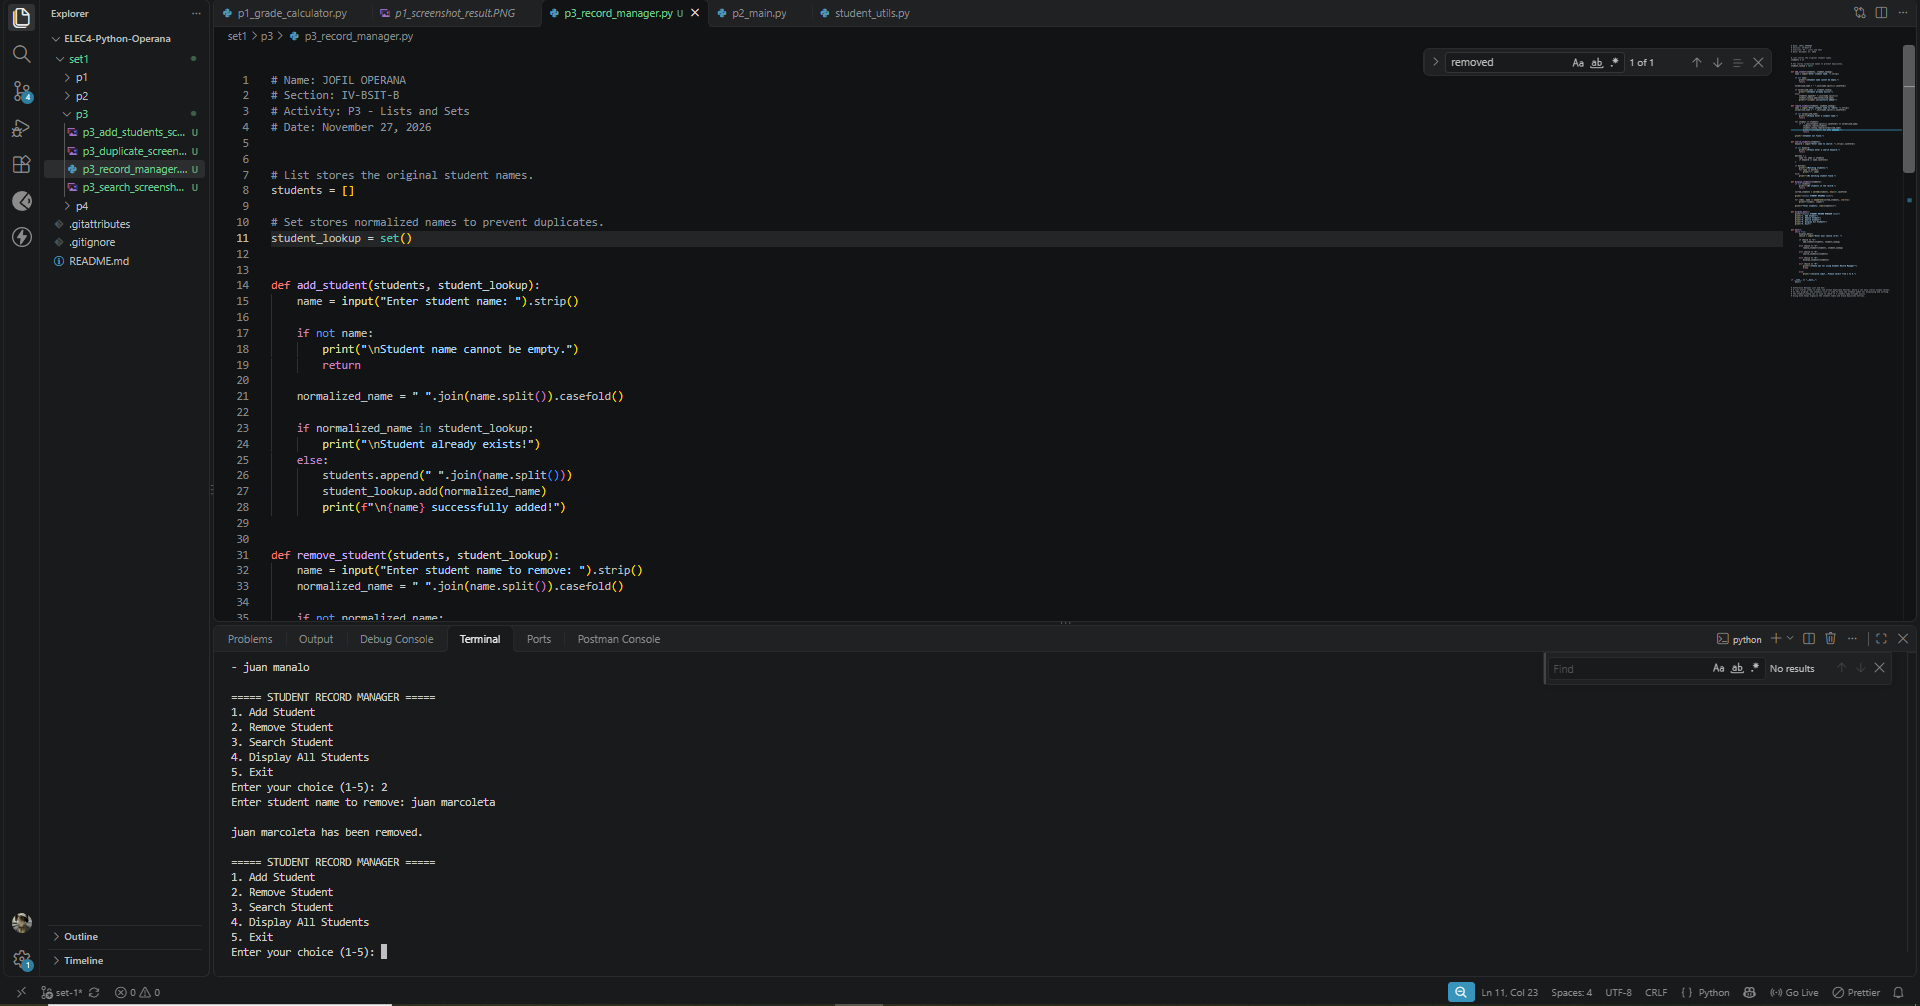 Explorer
ELEC4-Python-Operana
set1
p1
p2
p3
p3_add_students_sc... U
p3_duplicate_screen... U
p3_record_manager.... U
p3_search_screensh... U
p4
.gitattributes
.gitignore
README.md
Outline
Timeline
4
1
p1_grade_calculator.py
p1_screenshot_result.PNG
p3_record_manager.py U
p2_main.py
student_utils.py
set1 > p3 > p3_record_manager.py
removed
Aa ab .* 1 of 1
1 # Name: JOFIL OPERANA
2 # Section: IV-BSIT-B
3 # Activity: P3 - Lists and Sets
4 # Date: November 27, 2026
5
6
7 # List stores the original student names.
8 students = []
9
10 # Set stores normalized names to prevent duplicates.
11 student_lookup = set()
12
13
14 def add_student(students, student_lookup):
15 name = input("Enter student name: ").strip()
16
17 if not name:
18 print("\nStudent name cannot be empty.")
19 return
20
21 normalized_name = " ".join(name.split()).casefold()
22
23 if normalized_name in student_lookup:
24 print("\nStudent already exists!")
25 else:
26 students.append(" ".join(name.split()))
27 student_lookup.add(normalized_name)
28 print(f"\n{name} successfully added!")
29
30
31 def remove_student(students, student_lookup):
32 name = input("Enter student name to remove: ").strip()
33 normalized_name = " ".join(name.split()).casefold()
34
35 if not normalized_name:
Problems Output Debug Console Terminal Ports Postman Console
python
Find
Aa ab .* No results
- juan manalo
===== STUDENT RECORD MANAGER =====
1. Add Student
2. Remove Student
3. Search Student
4. Display All Students
5. Exit
Enter your choice (1-5): 2
Enter student name to remove: juan marcoleta
juan marcoleta has been removed.
===== STUDENT RECORD MANAGER =====
1. Add Student
2. Remove Student
3. Search Student
4. Display All Students
5. Exit
Enter your choice (1-5):
set-1* 0 0
Ln 11, Col 23 Spaces: 4 UTF-8 CRLF { } Python Go Live Prettier